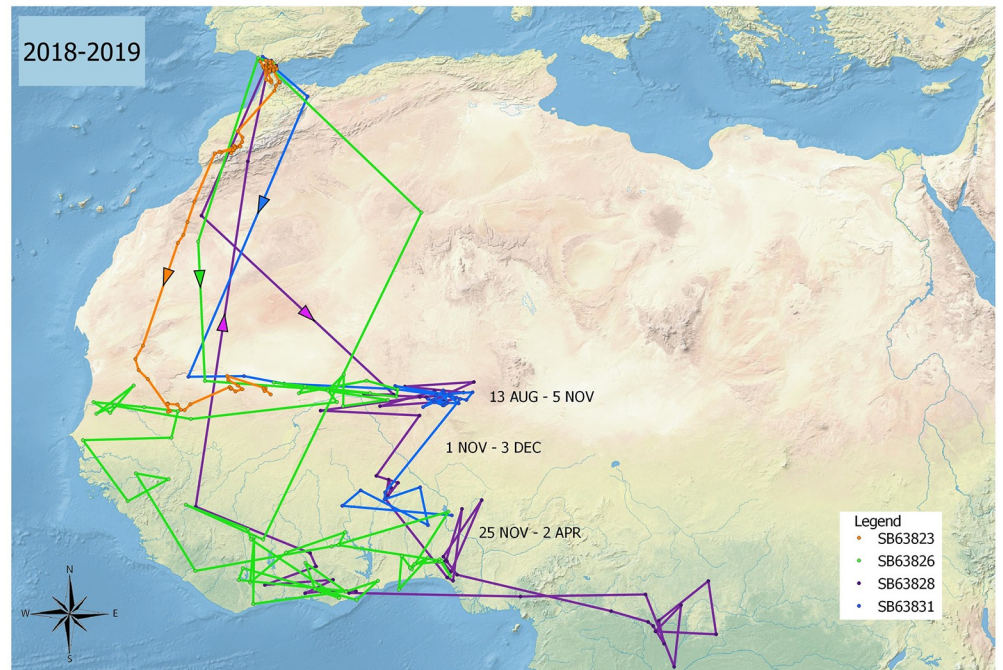 2018-2019
13 AUG - 5 NOV
1 NOV - 3 DEC
25 NOV - 2 APR
Legend
SB63823
SB63826
SB63828
SB63831
N
W E
S